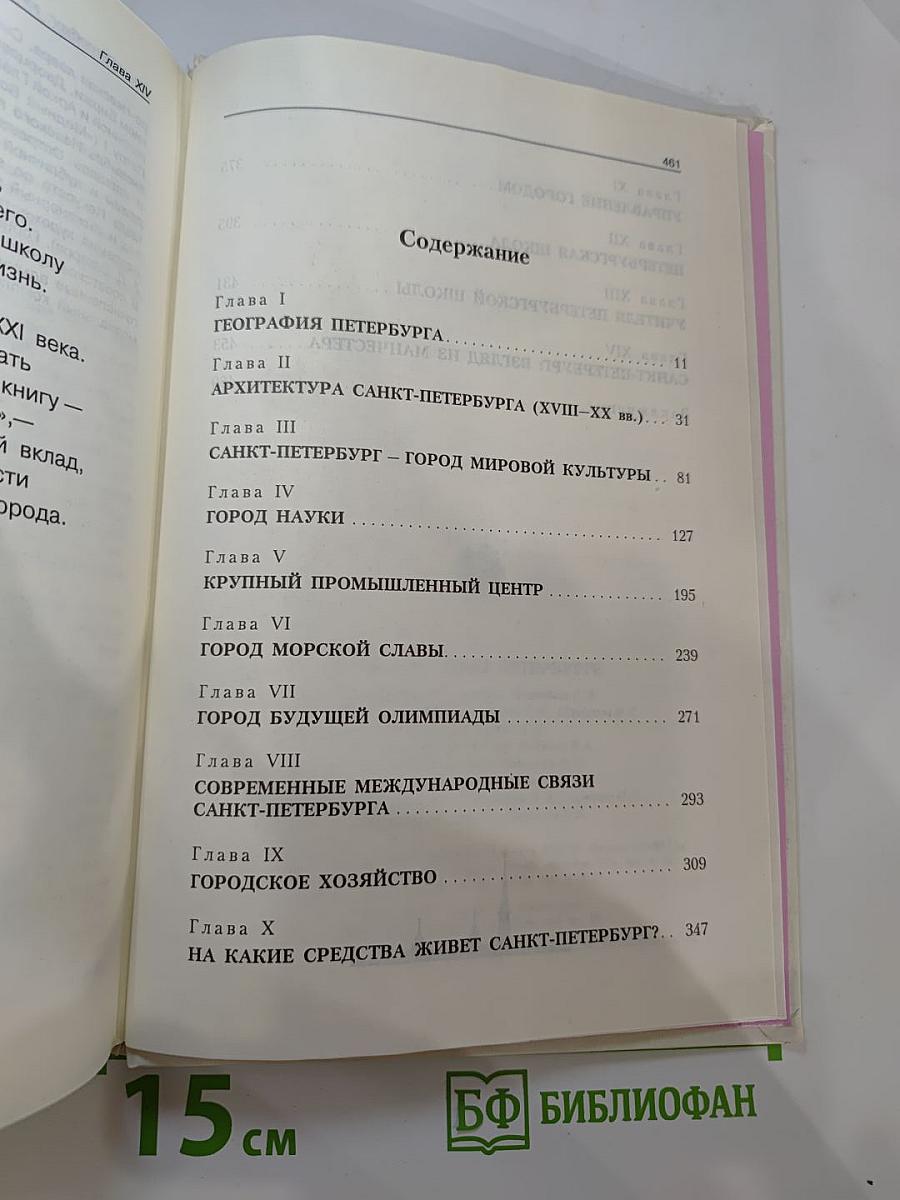 Глава XIV
его.
школу
изнь.
XXI века.
ать
книгу —
»,—
й вклад,
сти
орода.
461
Содержание
Глава I
ГЕОГРАФИЯ ПЕТЕРБУРГА. . . . . . . . . . . . . . . . . . . . . . . . . . . . 11
Глава II
АРХИТЕКТУРА САНКТ-ПЕТЕРБУРГА (XVIII—XX вв.). . . 31
Глава III
САНКТ-ПЕТЕРБУРГ — ГОРОД МИРОВОЙ КУЛЬТУРЫ . . 81
Глава IV
ГОРОД НАУКИ . . . . . . . . . . . . . . . . . . . . . . . . . . . . . . . . . . . . 127
Глава V
КРУПНЫЙ ПРОМЫШЛЕННЫЙ ЦЕНТР . . . . . . . . . . . . . . 195
Глава VI
ГОРОД МОРСКОЙ СЛАВЫ. . . . . . . . . . . . . . . . . . . . . . . . . . 239
Глава VII
ГОРОД БУДУЩЕЙ ОЛИМПИАДЫ . . . . . . . . . . . . . . . . . . . 271
Глава VIII
СОВРЕМЕННЫЕ МЕЖДУНАРОДНЫЕ СВЯЗИ
САНКТ-ПЕТЕРБУРГА . . . . . . . . . . . . . . . . . . . . . . . . . . . . . . . 293
Глава IX
ГОРОДСКОЕ ХОЗЯЙСТВО . . . . . . . . . . . . . . . . . . . . . . . . . . 309
Глава X
НА КАКИЕ СРЕДСТВА ЖИВЕТ САНКТ-ПЕТЕРБУРГ?. . 347
15 см
БФ БИБЛИОФАН